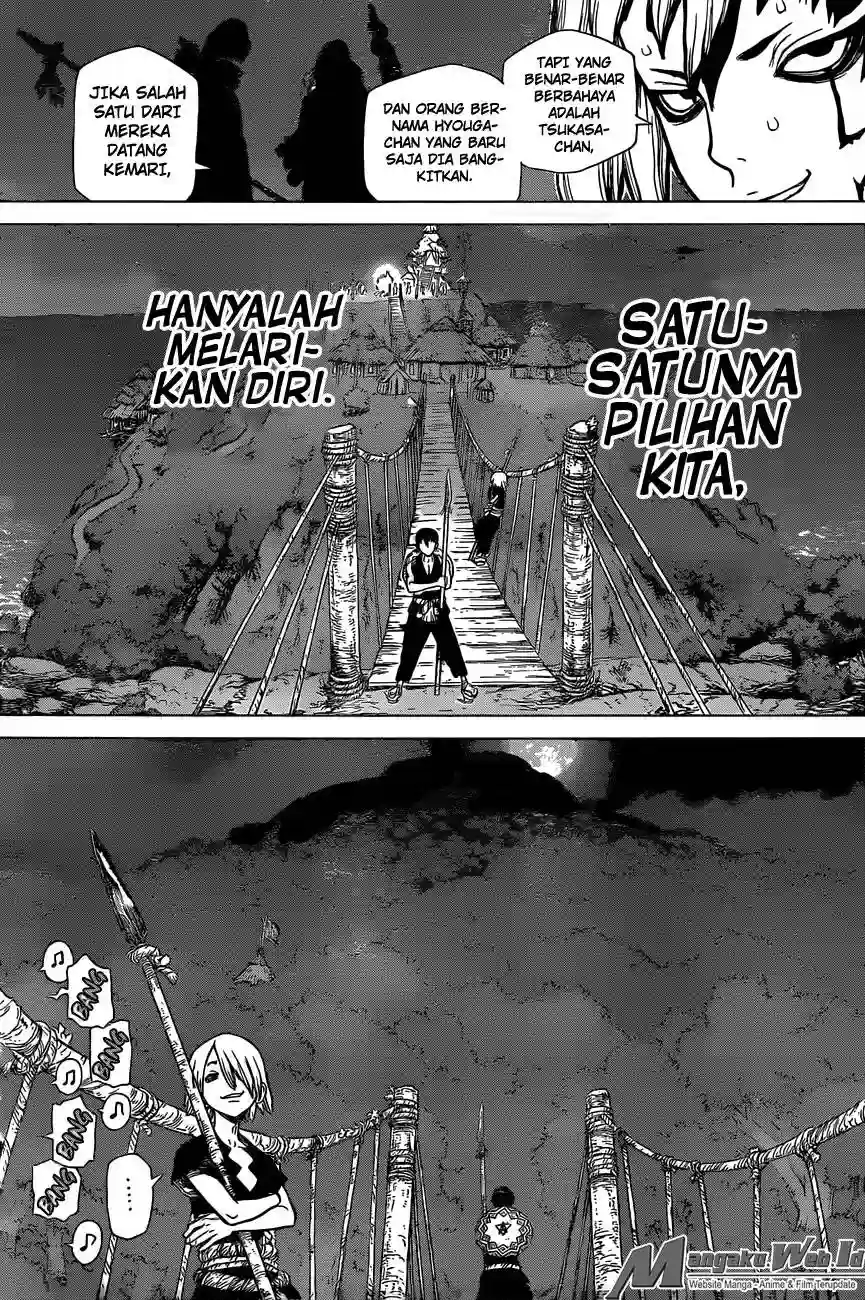 TAPI YANG
BENAR-BENAR
BERBAHAYA
ADALAH
TSUKASA-
CHAN,
DAN ORANG BER-
NAMA HYOUGA-
CHAN YANG BARU
SAJA DIA BANG-
KITKAN.
JIKA SALAH
SATU DARI
MEREKA
DATANG
KEMARI,
SATU-
SATUNYA
PILIHAN
KITA,
HANYALAH
MELARI-
KAN DIRI.
BANG
BANG
BANG
BANG
BANG
.....
MangakuWeb.Id
Website Manga - Anime & Film Terupdate